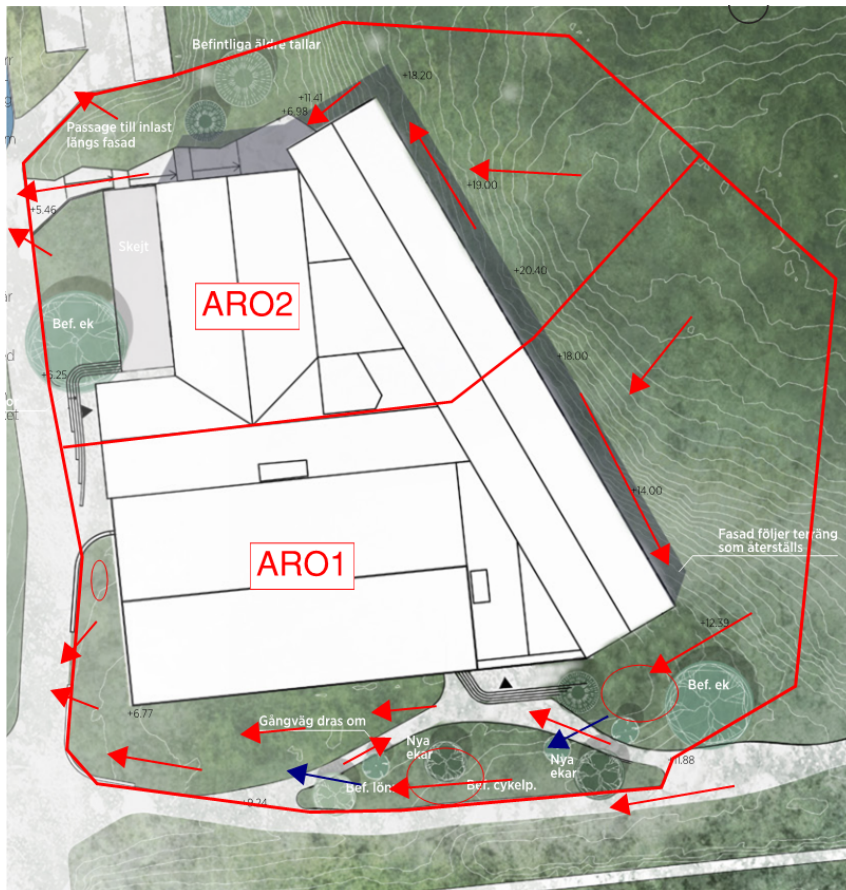 Befintliga äldre tallar
+18.20
+11.41
+6.98
Passage till inlast
längs fasad
+19.00
+5.46
Skejt
+20.40
ARO2
Bef. ek
+18.00
+14.00
Fasad följer terräng
som återställs
ARO1
+12.39
Bef. ek
+6.77
Gångväg dras om
Nya
ekar
Nya
ekar
+11.88
Bef. lön
Bef. cykelp.